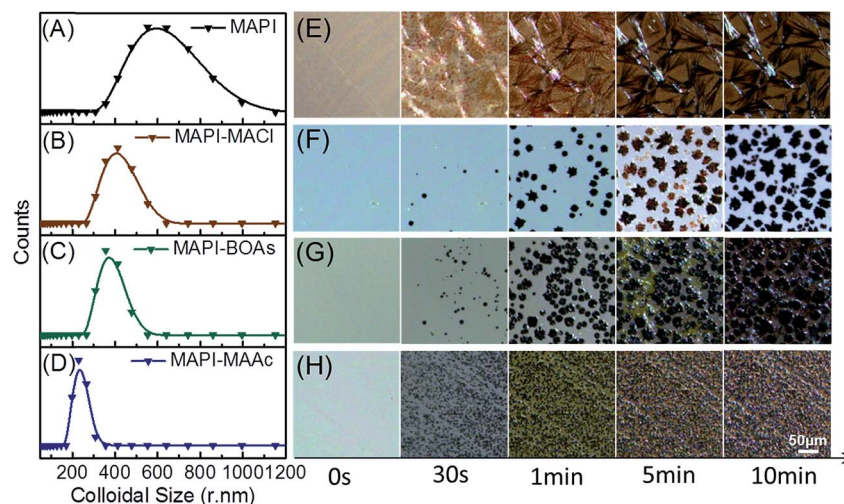 (A) MAPI
(B) MAPI-MACl
(C) MAPI-BOAs
(D) MAPI-MAAc
Counts
200 400 600 800 1000 1200
Colloidal Size (r.nm)
(E)
(F)
(G)
(H)
50μm
0s 30s 1min 5min 10min